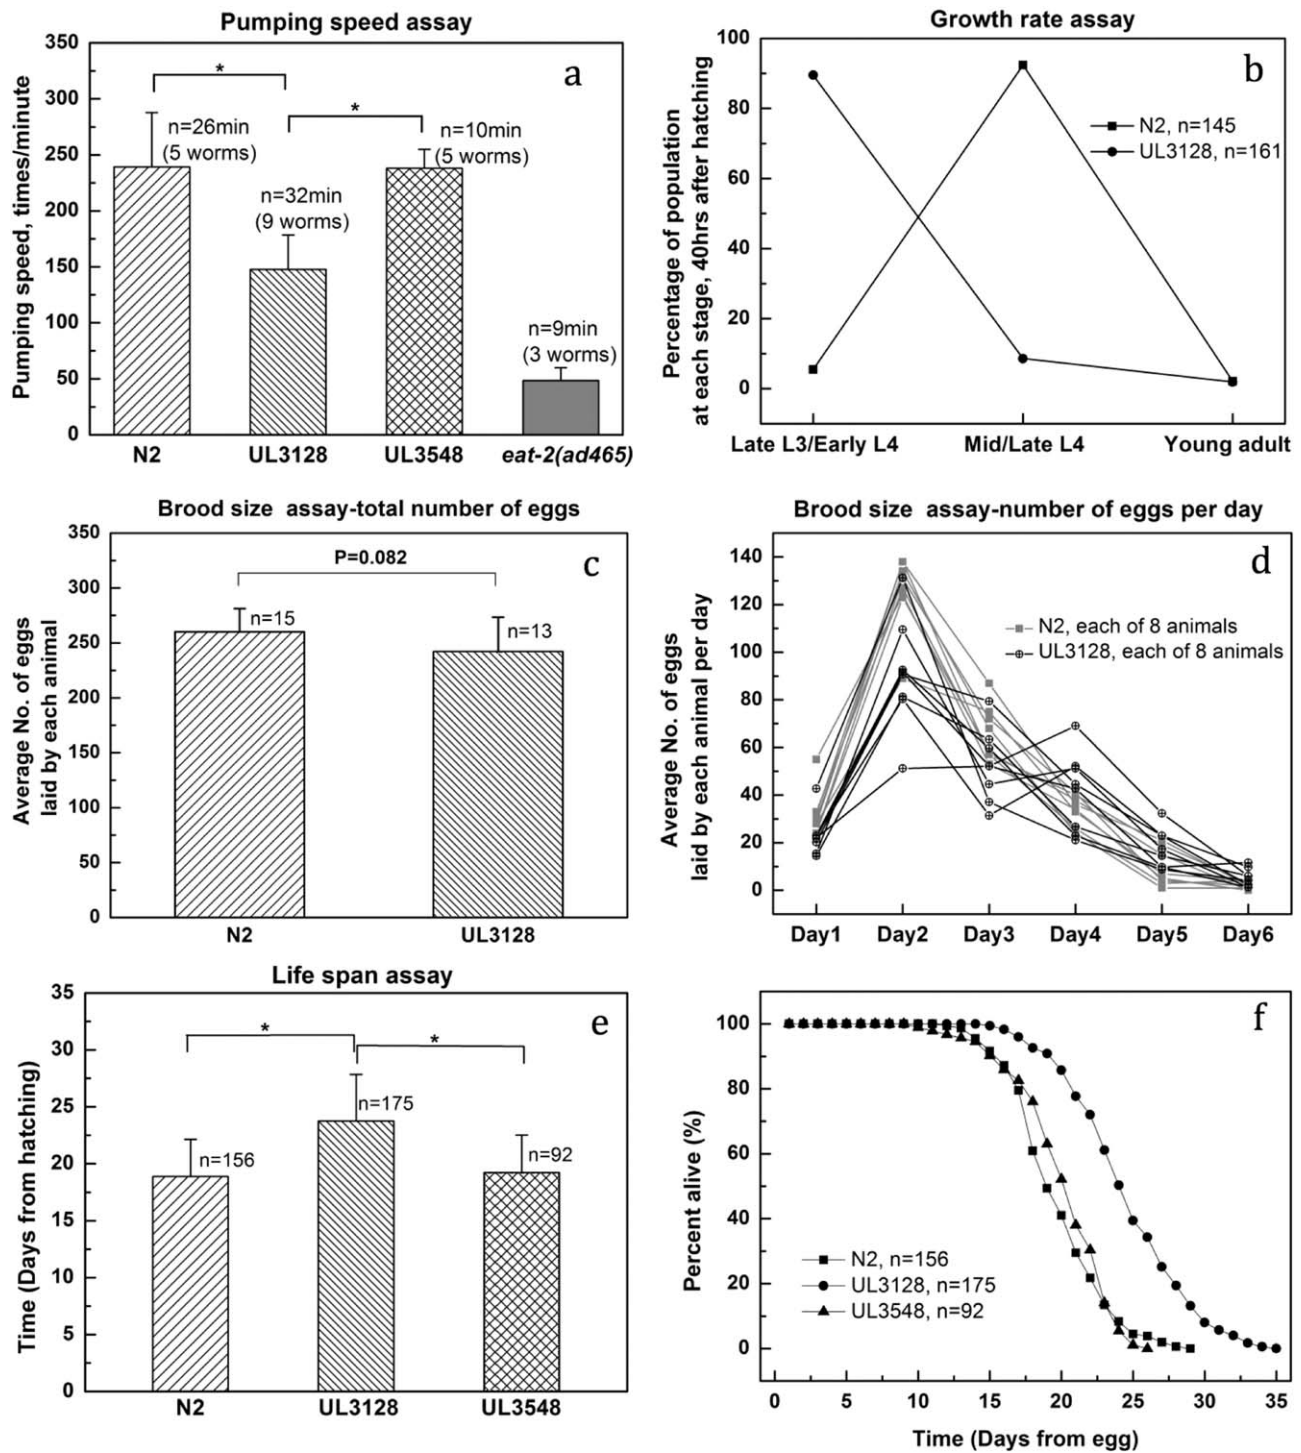 Pumping speed assay
a
Pumping speed, times/minute
350
300
250
200
150
100
50
0
*
*
n=26min
(5 worms)
n=32min
(9 worms)
n=10min
(5 worms)
n=9min
(3 worms)
N2
UL3128
UL3548
eat-2(ad465)
Growth rate assay
b
Percentage of population
at each stage, 40hrs after hatching
100
80
60
40
20
0
N2, n=145
UL3128, n=161
Late L3/Early L4
Mid/Late L4
Young adult
Brood size assay-total number of eggs
c
Average No. of eggs
laid by each animal
350
300
250
200
150
100
50
0
P=0.082
n=15
n=13
N2
UL3128
Brood size assay-number of eggs per day
d
Average No. of eggs
laid by each animal per day
140
120
100
80
60
40
20
0
N2, each of 8 animals
UL3128, each of 8 animals
Day1
Day2
Day3
Day4
Day5
Day6
Life span assay
e
Time (Days from hatching)
35
30
25
20
15
10
5
0
*
*
n=156
n=175
n=92
N2
UL3128
UL3548
f
Percent alive (%)
100
80
60
40
20
0
N2, n=156
UL3128, n=175
UL3548, n=92
0
5
10
15
20
25
30
35
Time (Days from egg)